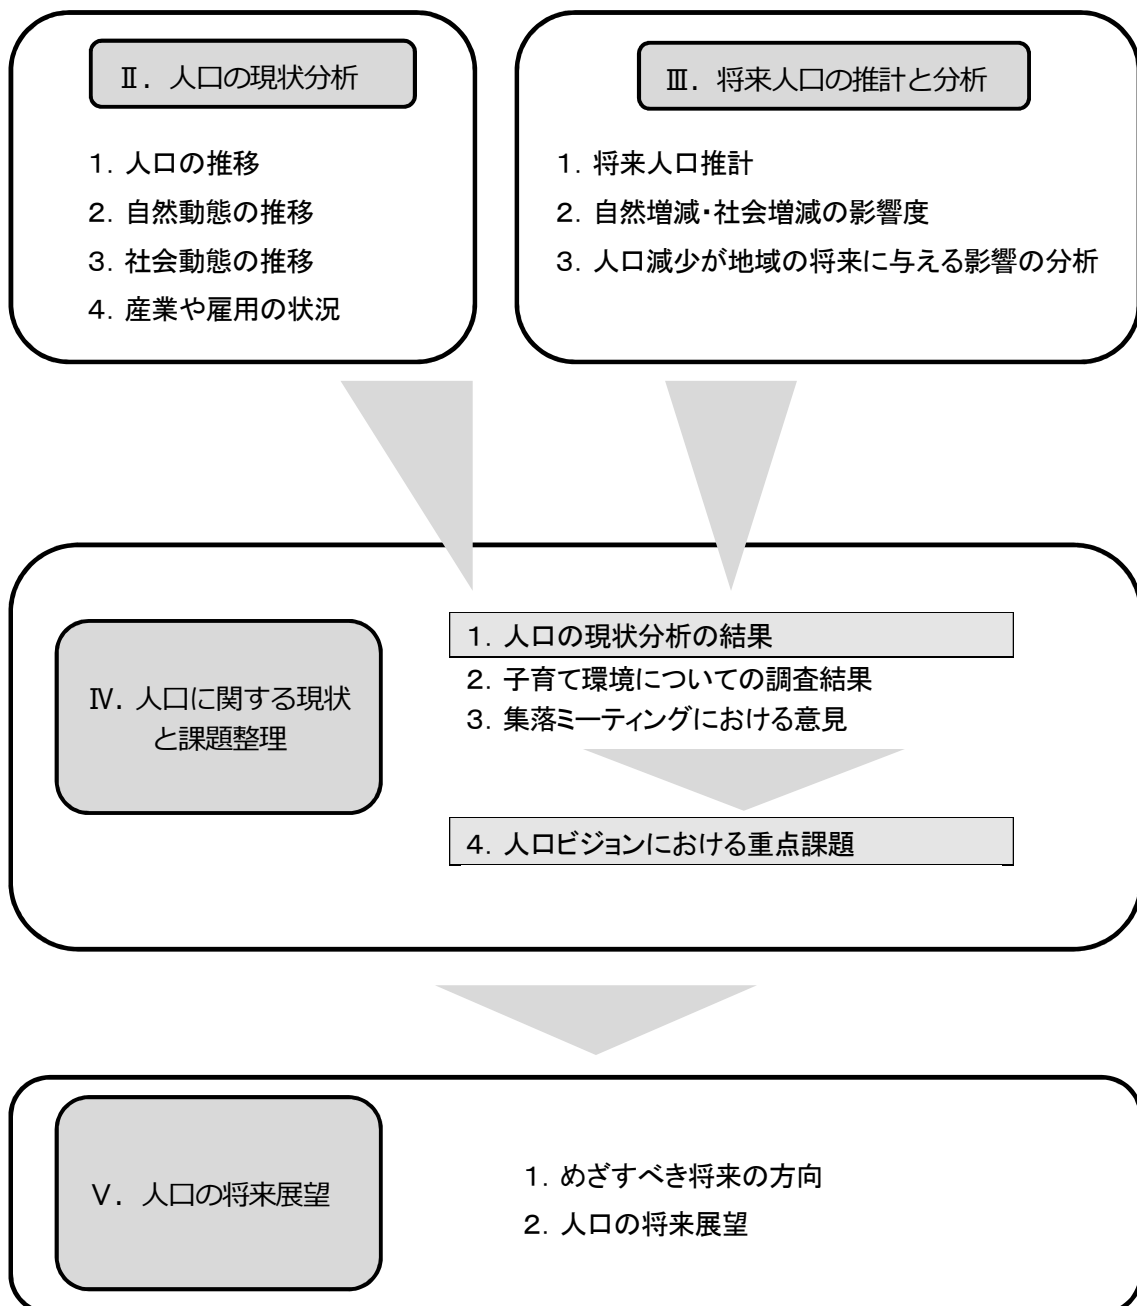 Ⅱ．人口の現状分析
１．人口の推移
２．自然動態の推移
３．社会動態の推移
４．産業や雇用の状況
Ⅲ．将来人口の推計と分析
１．将来人口推計
２．自然増減・社会増減の影響度
３．人口減少が地域の将来に与える影響の分析
Ⅳ．人口に関する現状
と課題整理
１．人口の現状分析の結果
２．子育て環境についての調査結果
３．集落ミーティングにおける意見
４．人口ビジョンにおける重点課題
Ⅴ．人口の将来展望
１．めざすべき将来の方向
２．人口の将来展望